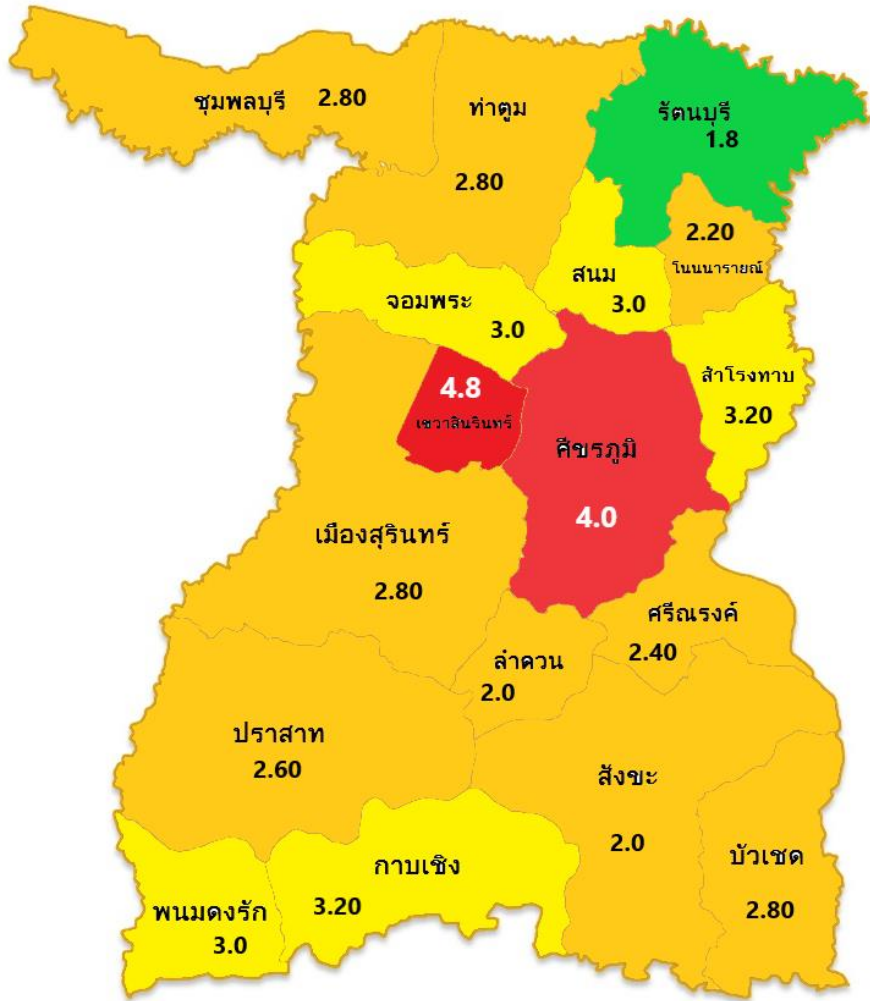 ชุมพลบุรี 2.80
ท่าตูม
2.80
รัตนบุรี
1.8
2.20
โนนนารายณ์
สนม
3.0
จอมพระ
3.0
สำโรงทาบ
3.20
4.8
เขวาสินรินทร์
ศีขรภูมิ
4.0
เมืองสุรินทร์
2.80
ศรีณรงค์
2.40
ลำดวน
2.0
ปราสาท
2.60
สังขะ
2.0
บัวเชด
2.80
กาบเชิง
3.20
พนมดงรัก
3.0